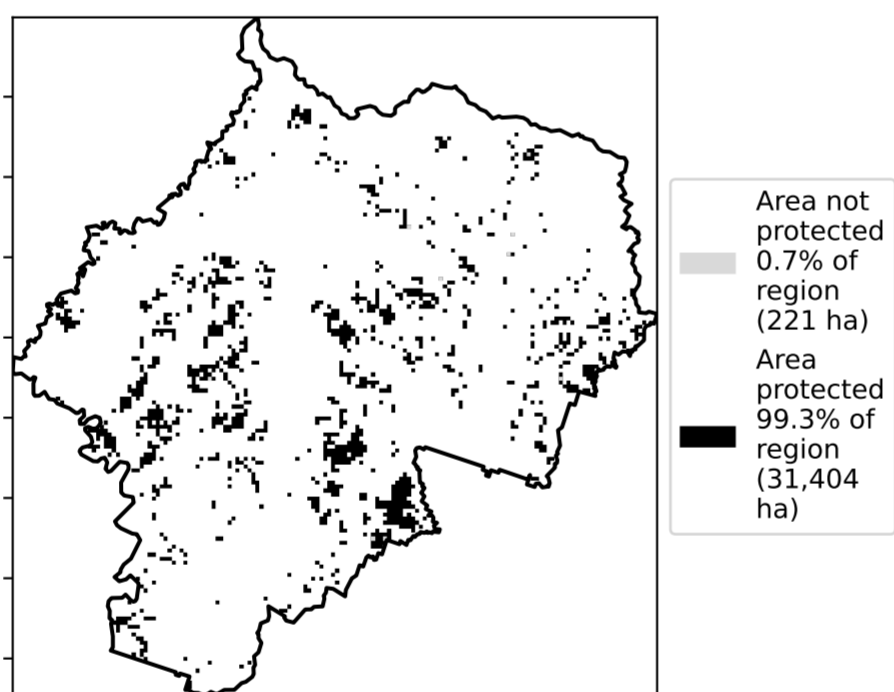 Area not
protected
0.7% of
region
(221 ha)
Area
protected
99.3% of
region
(31,404
ha)